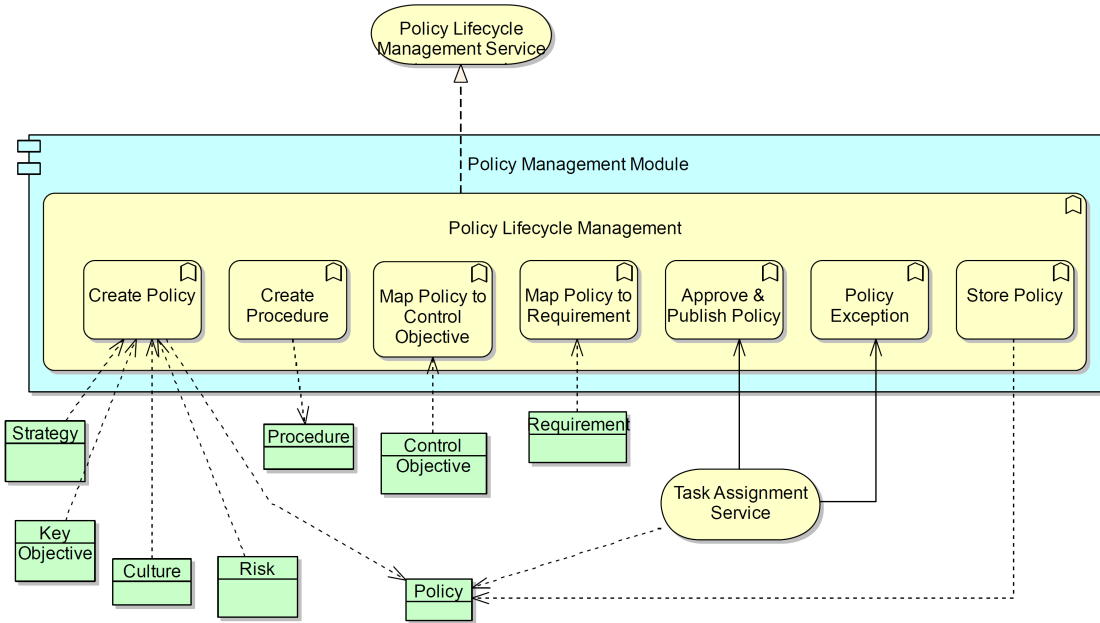 Policy Lifecycle
Management Service
Policy Management Module
Policy Lifecycle Management
Create Policy
Create
Procedure
Map Policy to
Control
Objective
Map Policy to
Requirement
Approve &
Publish Policy
Policy
Exception
Store Policy
Strategy
Procedure
Control
Objective
Requirement
Task Assignment
Service
Key
Objective
Culture
Risk
Policy